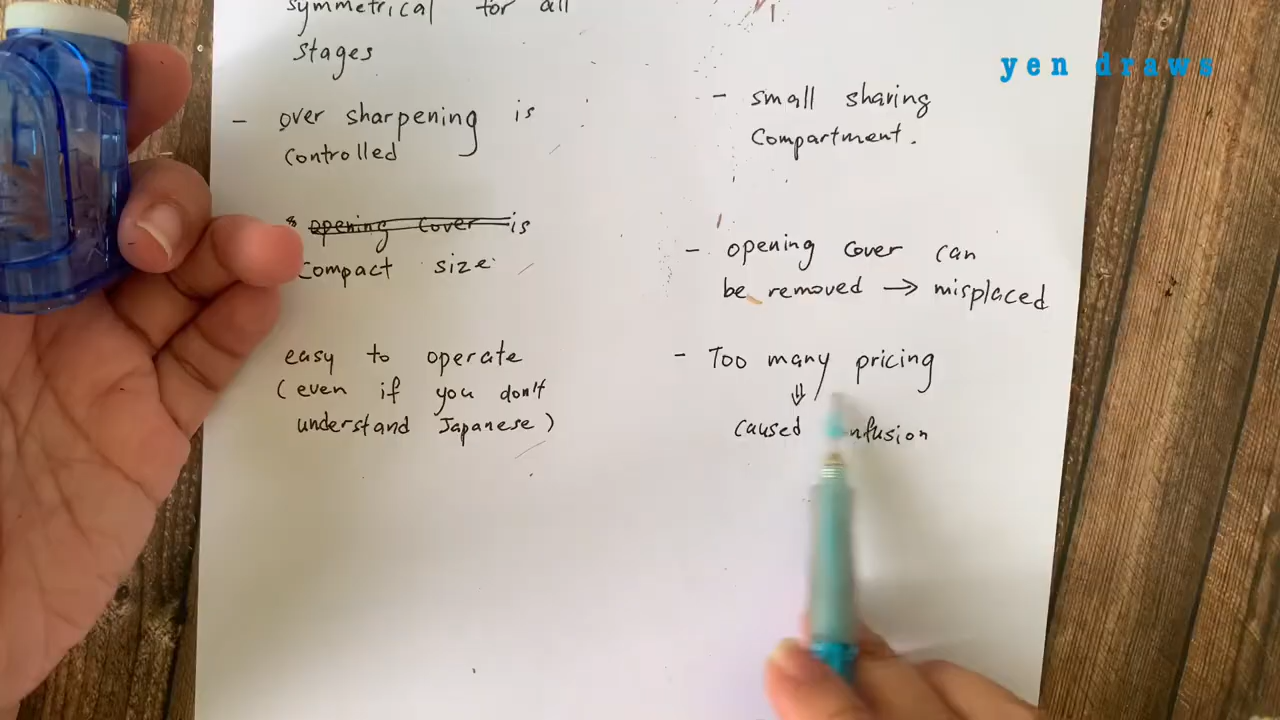 symmetrical for all
stages
- over sharpening is
controlled
opening cover is
compact size
easy to operate
(even if you don't
understand Japanese)
yen draws
- small sharing
compartment.
- opening cover can
be removed → misplaced
- Too many pricing
⇓
caused